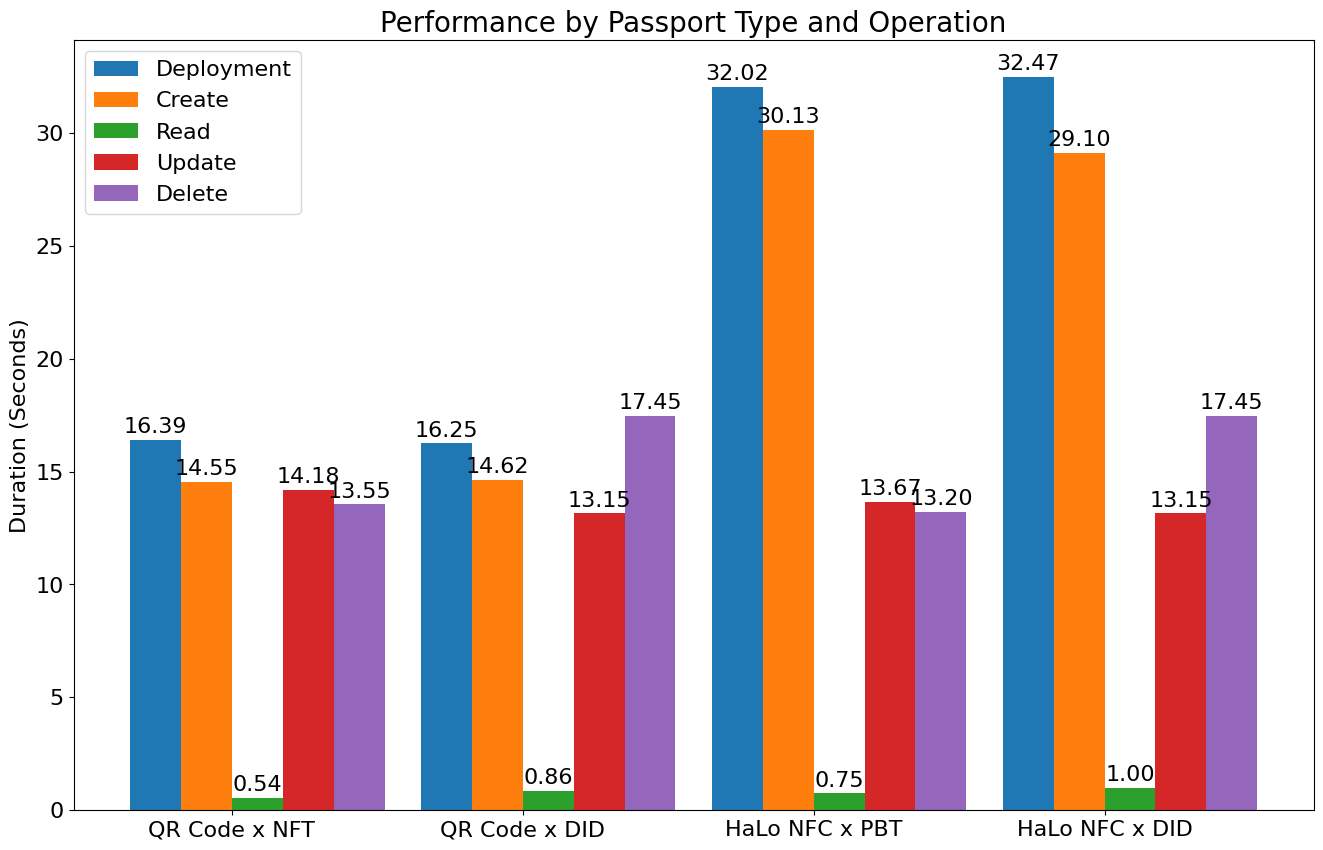 Performance by Passport Type and Operation
Deployment
Create
Read
Update
Delete
Duration (Seconds)
30
25
20
15
10
5
0
16.39
14.55
0.54
14.18
13.55
16.25
14.62
0.86
13.15
17.45
32.02
30.13
0.75
13.67
13.20
32.47
29.10
1.00
13.15
17.45
QR Code x NFT
QR Code x DID
HaLo NFC x PBT
HaLo NFC x DID